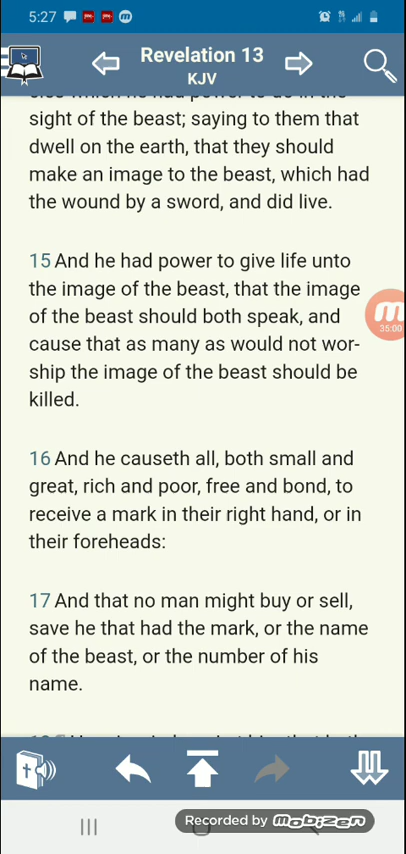 5:27
Revelation 13
KJV
sight of the beast; saying to them that
dwell on the earth, that they should
make an image to the beast, which had
the wound by a sword, and did live.
15 And he had power to give life unto
the image of the beast, that the image
of the beast should both speak, and
cause that as many as would not wor-
ship the image of the beast should be
killed.
35:00
16 And he causeth all, both small and
great, rich and poor, free and bond, to
receive a mark in their right hand, or in
their foreheads:
17 And that no man might buy or sell,
save he that had the mark, or the name
of the beast, or the number of his
name.
Recorded by mobizen